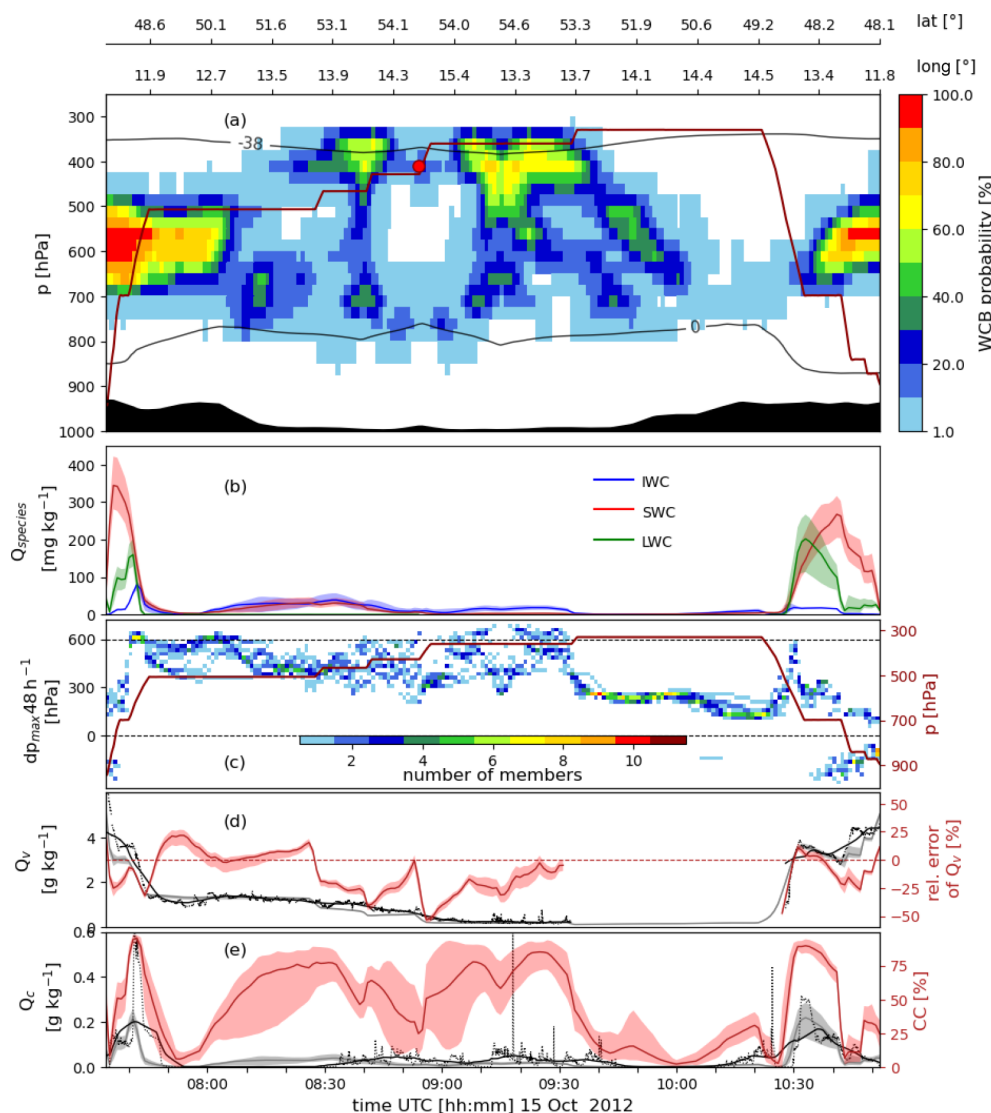 48.6 50.1 51.6 53.1 54.1 54.0 54.6 53.3 51.9 49.2 48.2 48.1 lat [°]
11.9 12.7 13.5 13.9 14.3 15.4 13.3 13.7 14.1 14.4 14.5 13.4 11.8 long [°]
300 400 500 600 700 800 900 1000
p [hPa]
(a)
-38
0
100.0 80.0 60.0 40.0 20.0 1.0
WCB probability [%]
400 300 200 100 0
Q_species
[mg kg⁻¹]
(b)
IWC
SWC
LWC
600 300 0
dp_max 48 h⁻¹
[hPa]
2 4 6 8 10
(c) number of members
300 500 700 900
p [hPa]
4 2 0
Q_v
[g kg⁻¹]
(d)
50 25 0 −25 −50
rel. error
of Q_v [%]
0.6 0.4 0.2 0.0
Q_c
[g kg⁻¹]
(e)
75 50 25 0
CC [%]
08:00 08:30 09:00 09:30 10:00 10:30
time UTC [hh:mm] 15 Oct 2012